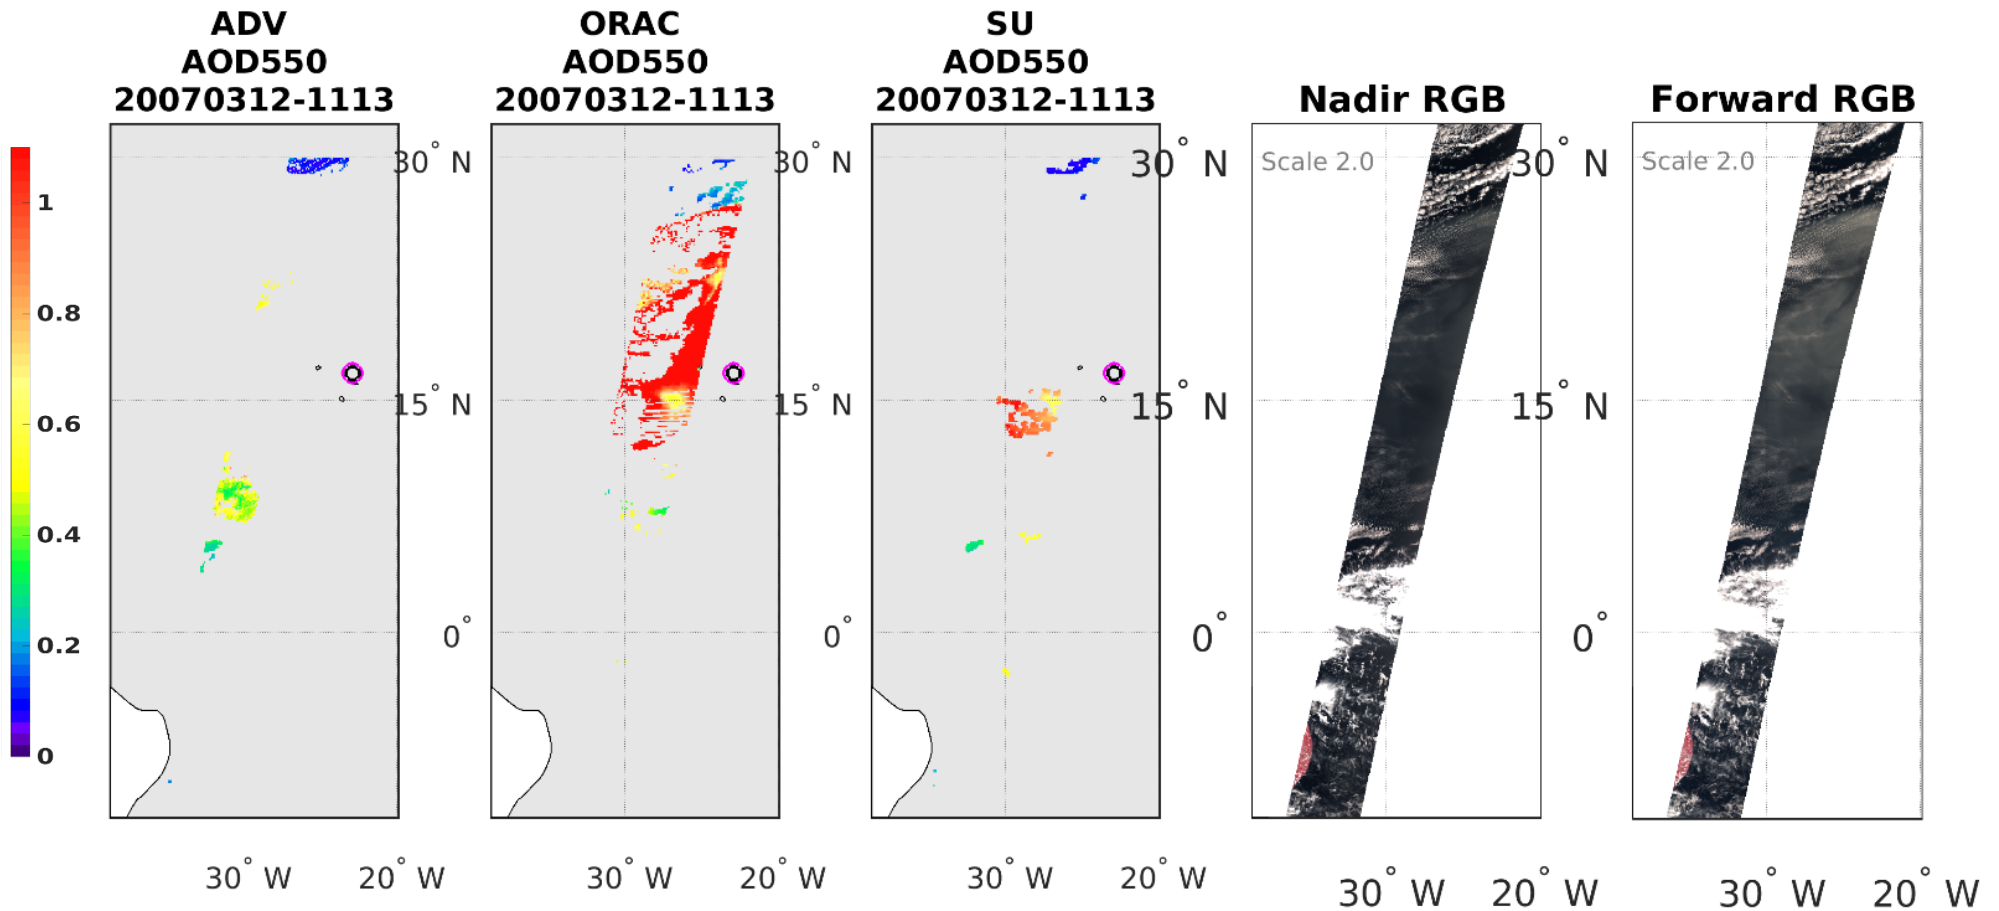 ADV
AOD550
20070312-1113
ORAC
AOD550
20070312-1113
SU
AOD550
20070312-1113
Nadir RGB
Forward RGB
1
0.8
0.6
0.4
0.2
0
30° N
15° N
0°
30° W
20° W
30° N
15° N
0°
30° W
20° W
30° N
15° N
0°
30° W
20° W
Scale 2.0
30° N
15° N
0°
30° W
20° W
Scale 2.0
30° W
20° W